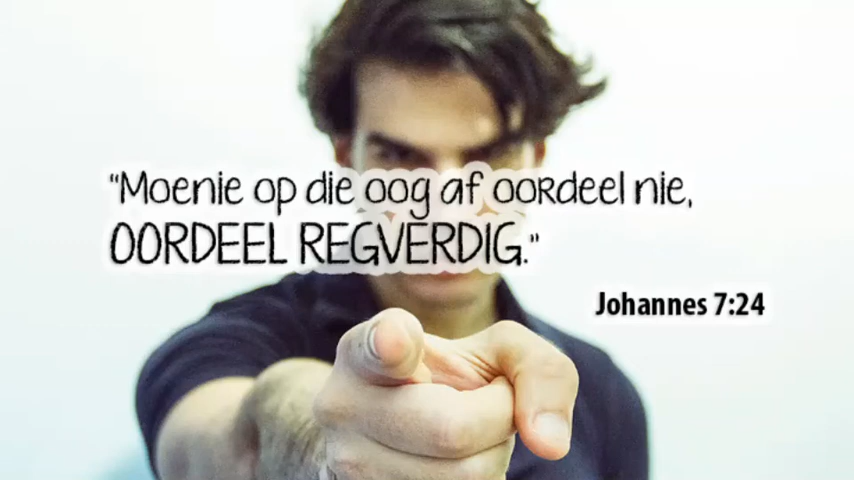 "Moenie op die oog af oordeel nie,
OORDEEL REGVERDIG."
Johannes 7:24